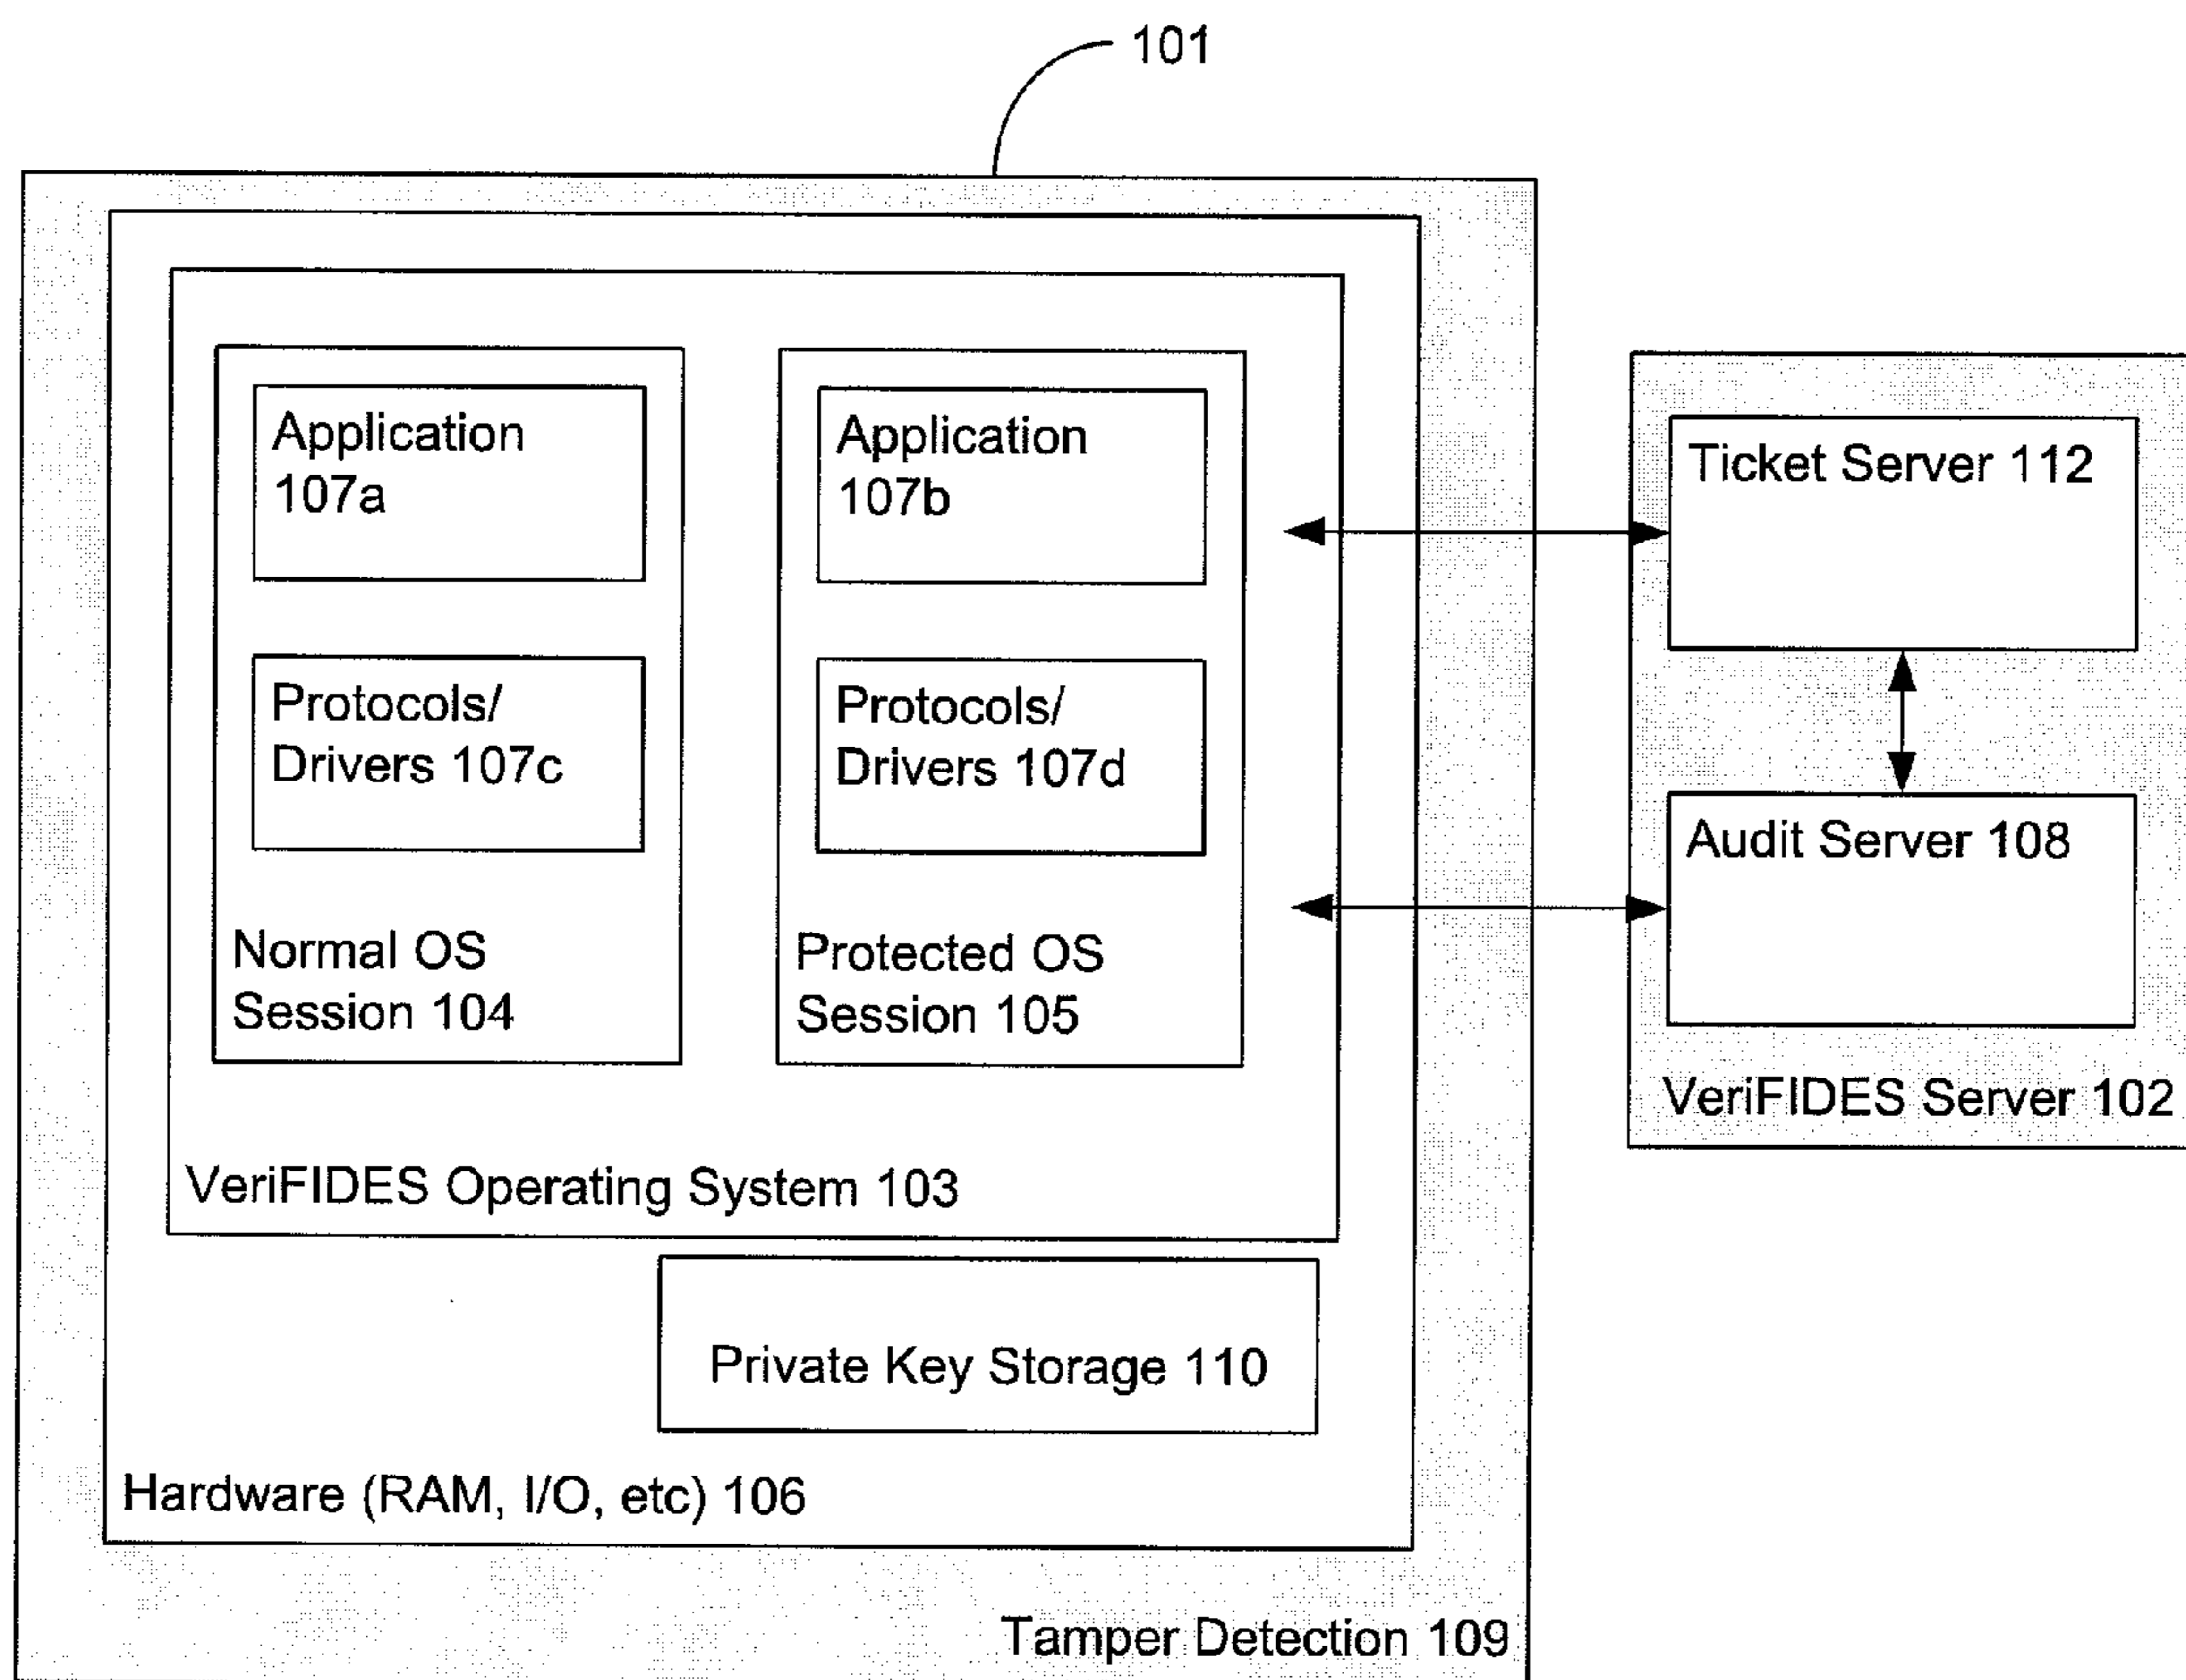 101
Application
107a
Protocols/
Drivers 107c
Normal OS
Session 104
Application
107b
Protocols/
Drivers 107d
Protected OS
Session 105
VeriFIDES Operating System 103
Private Key Storage 110
Hardware (RAM, I/O, etc) 106
Tamper Detection 109
Ticket Server 112
Audit Server 108
VeriFIDES Server 102